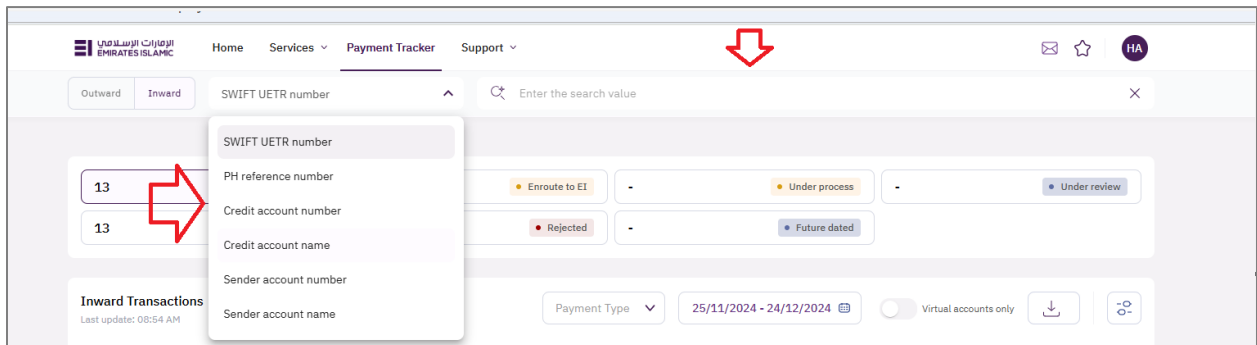 الإمارات الإسلامي
EMIRATES ISLAMIC
Home Services Payment Tracker Support
HA
Outward Inward SWIFT UETR number Enter the search value
SWIFT UETR number
PH reference number
Credit account number
Credit account name
Sender account number
Sender account name
13 Enroute to EI - Under process - Under review
13 Rejected - Future dated
Inward Transactions
Last update: 08:54 AM
Payment Type 25/11/2024 - 24/12/2024 Virtual accounts only